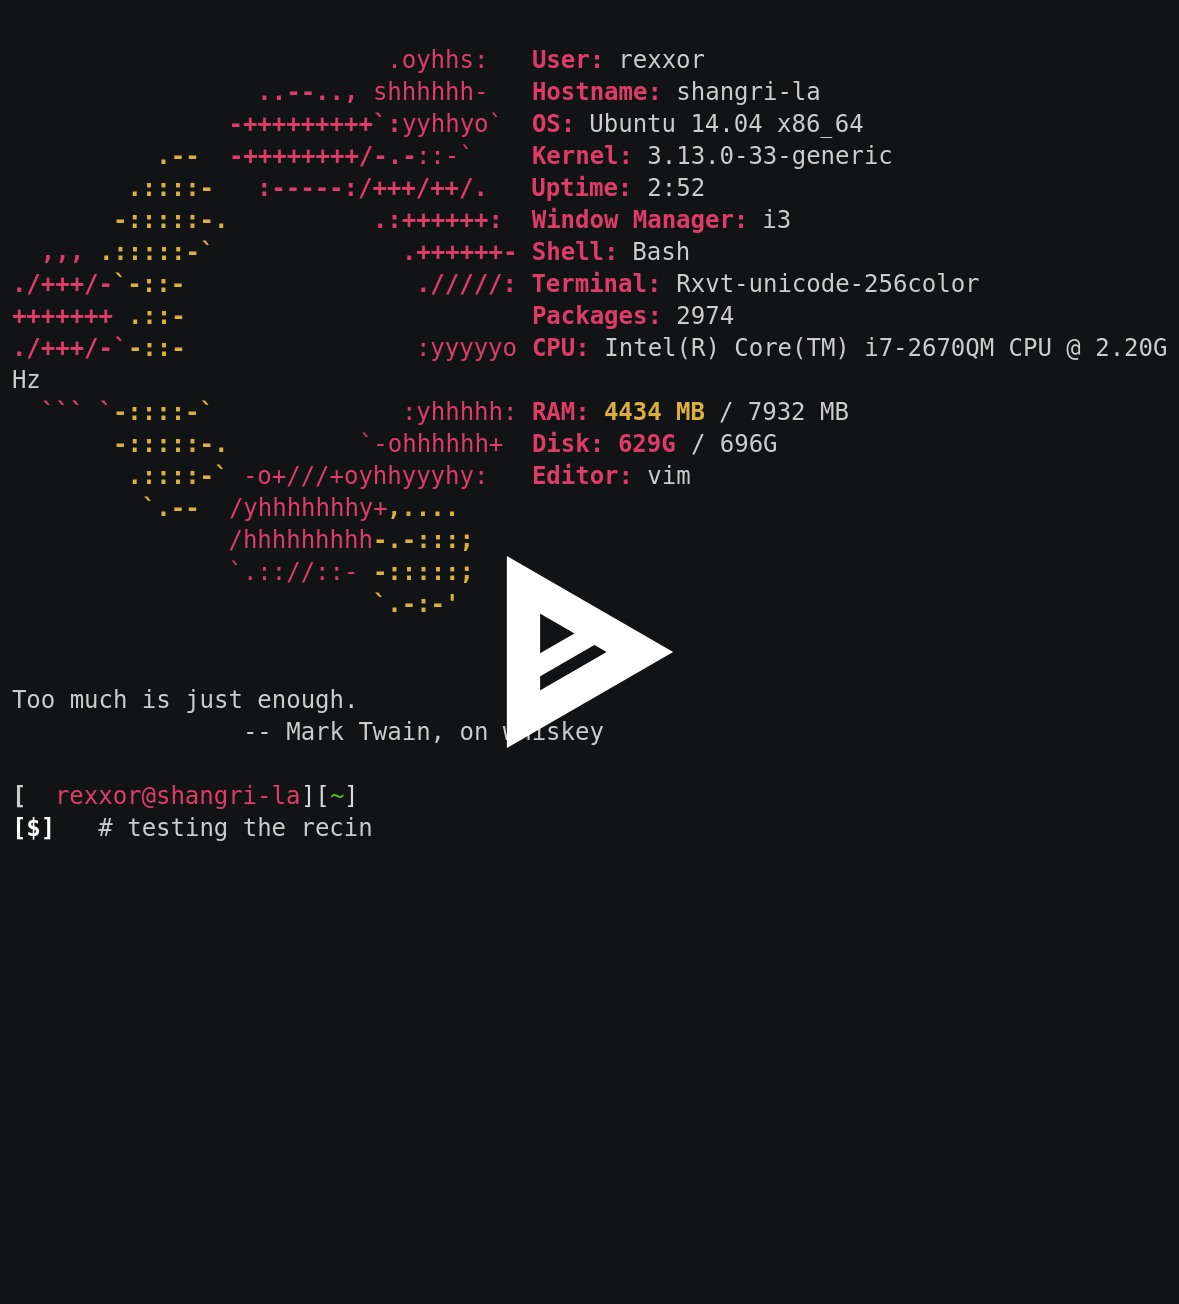 .oyhhs:   User: rexxor
                 ..--.., shhhhhh-   Hostname: shangri-la
               -+++++++++`:yyhhyo`  OS: Ubuntu 14.04 x86_64
          .--  -++++++++/-.-::-`    Kernel: 3.13.0-33-generic
        .::::-   :-----:/+++/++/.   Uptime: 2:52
       -:::::-.          .:++++++:  Window Manager: i3
  ,,, .:::::-`             .++++++- Shell: Bash
./+++/-`-::-                ./////: Terminal: Rxvt-unicode-256color
+++++++ .::-                        Packages: 2974
./+++/-`-::-                :yyyyyo CPU: Intel(R) Core(TM) i7-2670QM CPU @ 2.20G
Hz
  ``` `-::::-`             :yhhhhh: RAM: 4434 MB / 7932 MB
       -:::::-.         `-ohhhhhh+  Disk: 629G / 696G
        .::::-` -o+///+oyhhyyyhy:   Editor: vim
         `.--  /yhhhhhhhy+,....
               /hhhhhhhhh-.-:::;
               `.:://::- -:::::;
                         `.-:-'
Too much is just enough.
                -- Mark Twain, on whiskey
[  rexxor@shangri-la][~]
[$]   # testing the recin